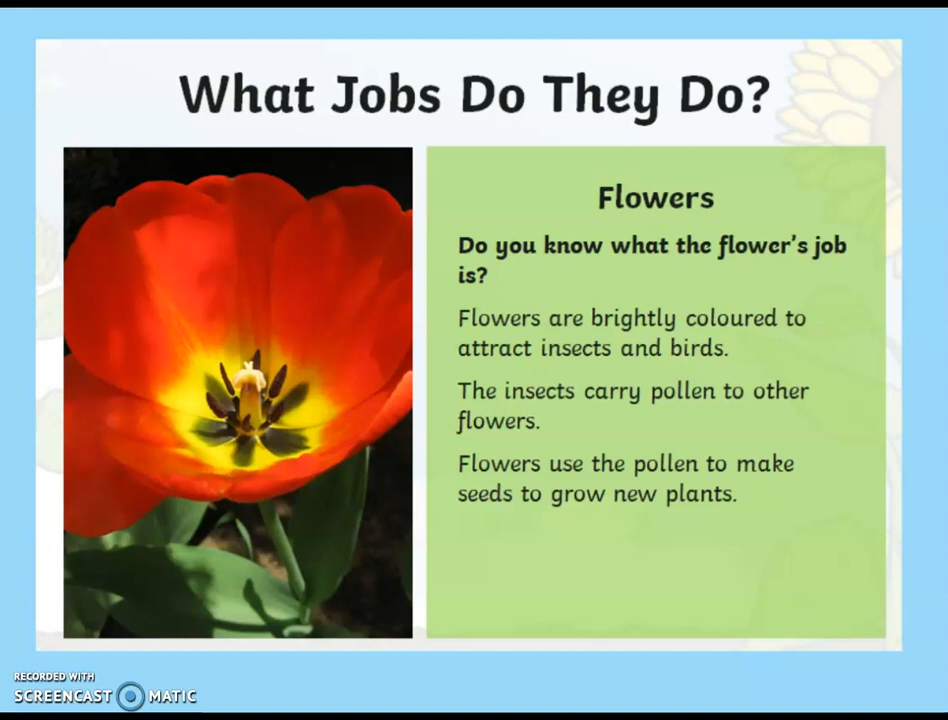 What Jobs Do They Do?
Flowers
Do you know what the flower's job
is?
Flowers are brightly coloured to
attract insects and birds.
The insects carry pollen to other
flowers.
Flowers use the pollen to make
seeds to grow new plants.
RECORDED WITH
SCREENCAST MATIC